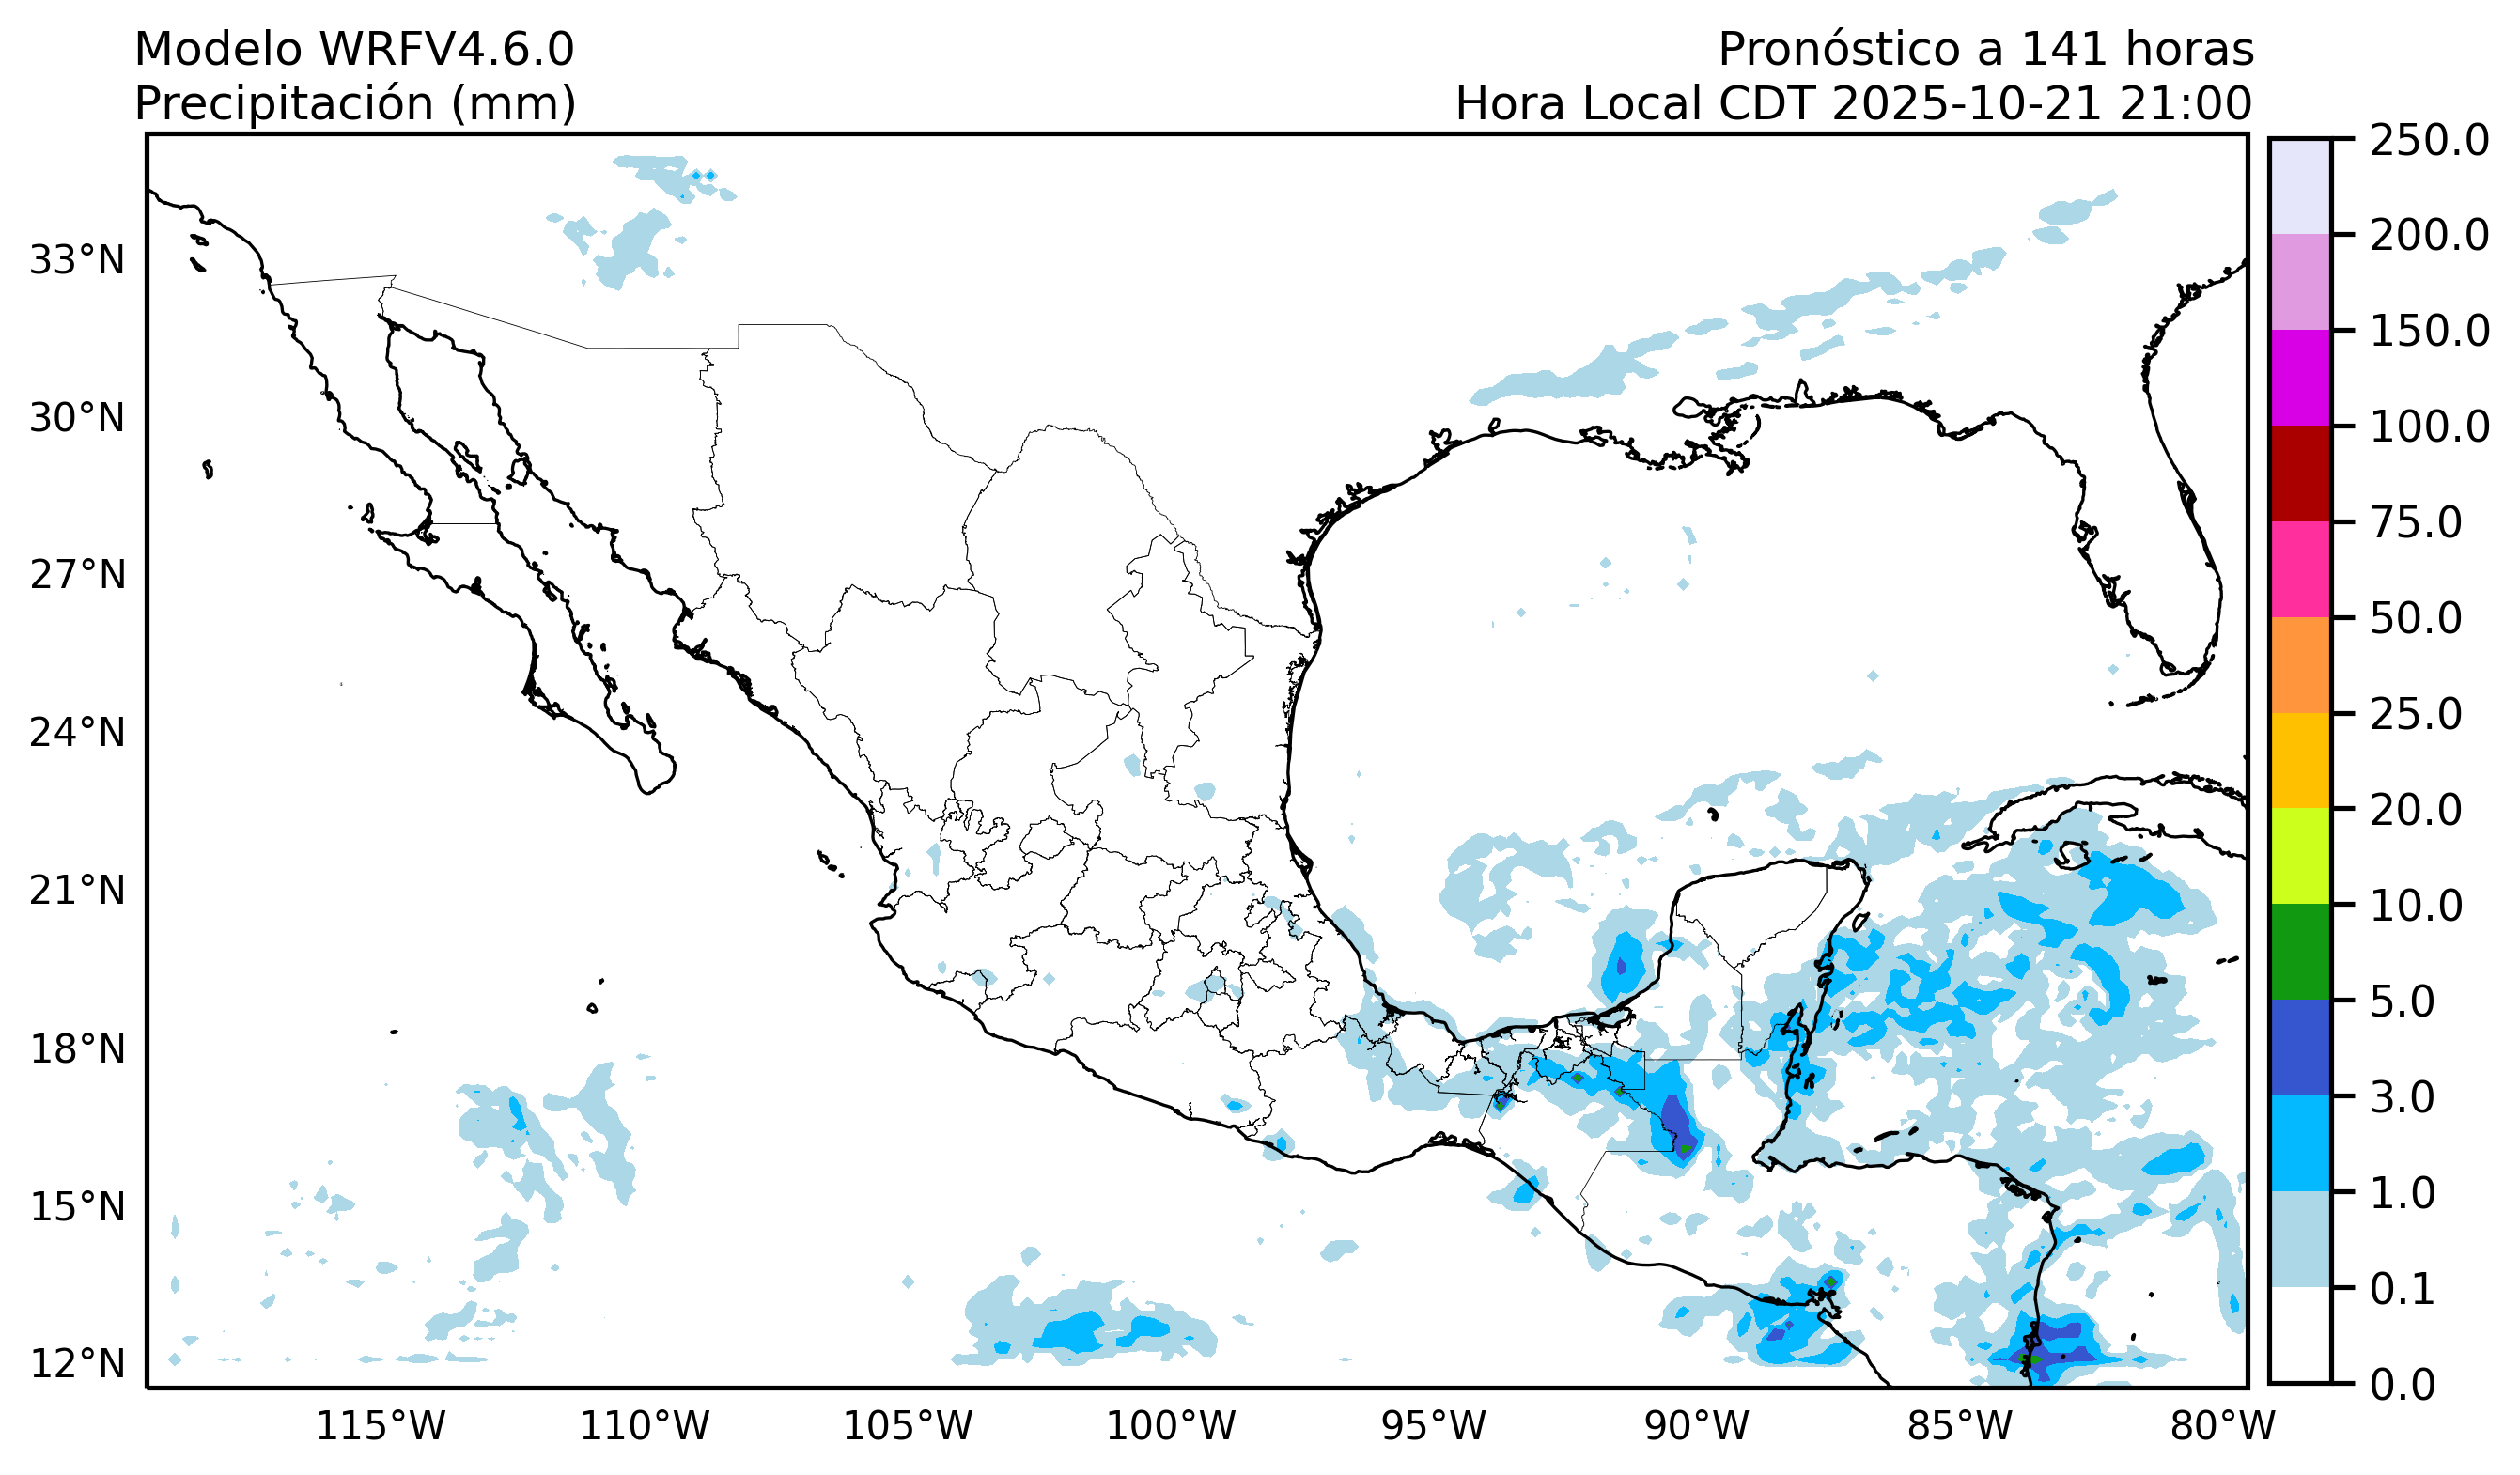 Modelo WRFV4.6.0
Precipitación (mm)
Pronóstico a 141 horas
Hora Local CDT 2025-10-21 21:00
33°N
30°N
27°N
24°N
21°N
18°N
15°N
12°N
115°W
110°W
105°W
100°W
95°W
90°W
85°W
80°W
250.0
200.0
150.0
100.0
75.0
50.0
25.0
20.0
10.0
5.0
3.0
1.0
0.1
0.0